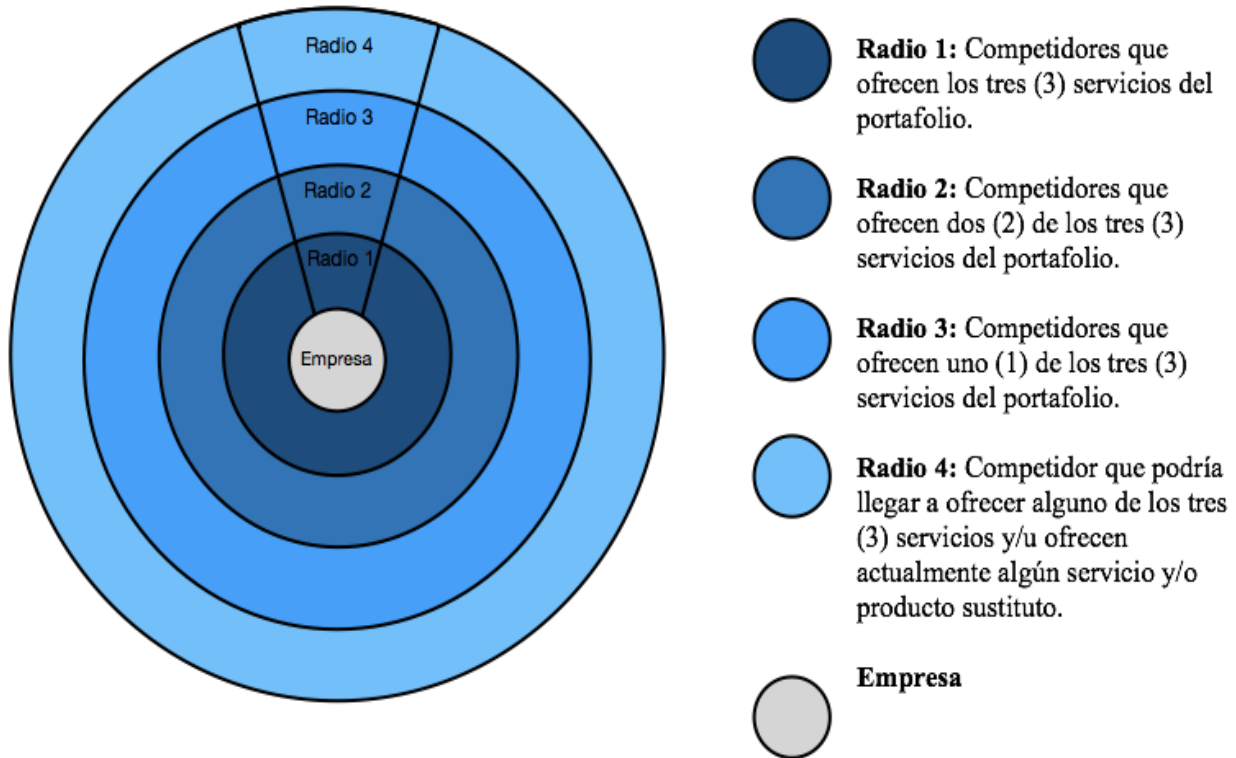 Radio 4
Radio 3
Radio 2
Radio 1
Empresa
Radio 1: Competidores que
ofrecen los tres (3) servicios del
portafolio.
Radio 2: Competidores que
ofrecen dos (2) de los tres (3)
servicios del portafolio.
Radio 3: Competidores que
ofrecen uno (1) de los tres (3)
servicios del portafolio.
Radio 4: Competidor que podría
llegar a ofrecer alguno de los tres
(3) servicios y/u ofrecen
actualmente algún servicio y/o
producto sustituto.
Empresa